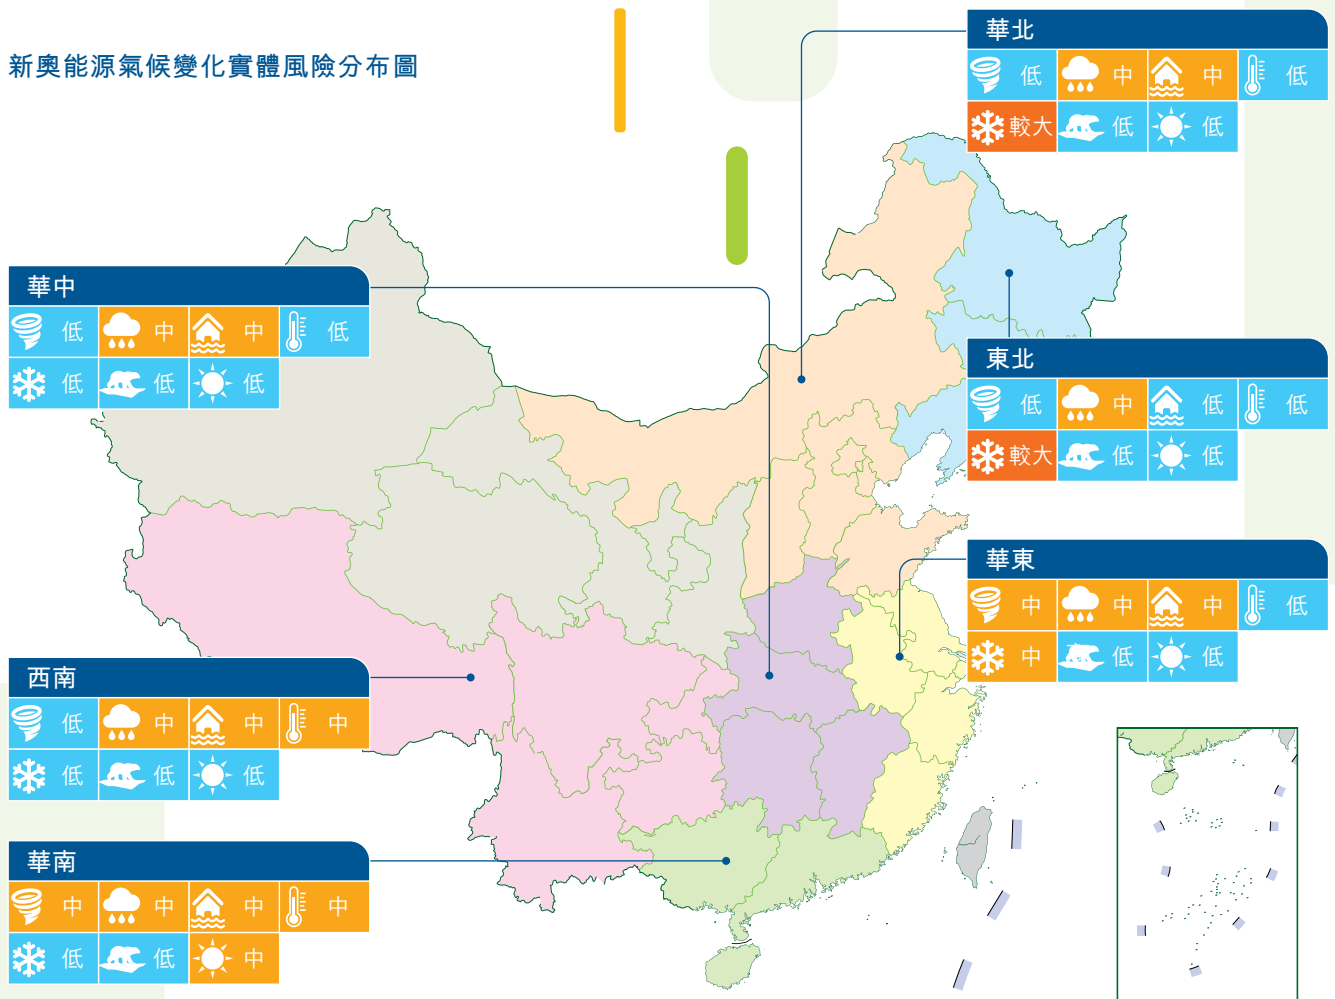 新奧能源氣候變化實體風險分布圖
華北
低 中 中 低
較大 低 低
華中
低 中 中 低
低 低 低
東北
低 中 低 低
較大 低 低
華東
中 中 中 低
中 低 低
西南
低 中 中 中
低 低 低
華南
中 中 中 中
低 低 中